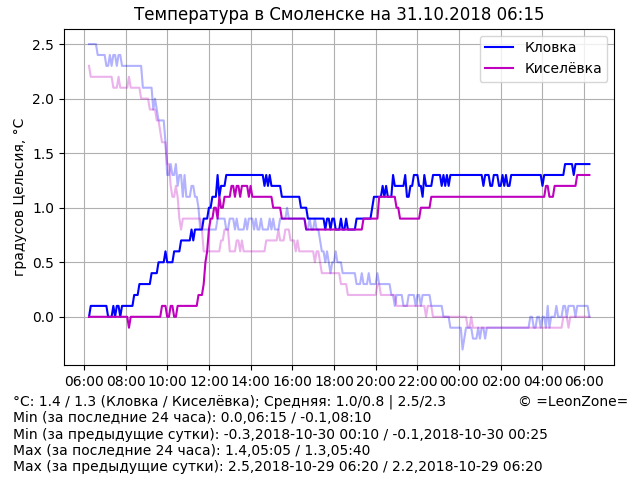 Температура в Смоленске на 31.10.2018 06:15
Кловка
Киселёвка
градусов Цельсия, °C
2.5
2.0
1.5
1.0
0.5
0.0
06:00 08:00 10:00 12:00 14:00 16:00 18:00 20:00 22:00 00:00 02:00 04:00 06:00
°C: 1.4 / 1.3 (Кловка / Киселёвка); Средняя: 1.0/0.8 | 2.5/2.3 © =LeonZone=
Min (за последние 24 часа): 0.0,06:15 / -0.1,08:10
Min (за предыдущие сутки): -0.3,2018-10-30 00:10 / -0.1,2018-10-30 00:25
Max (за последние 24 часа): 1.4,05:05 / 1.3,05:40
Max (за предыдущие сутки): 2.5,2018-10-29 06:20 / 2.2,2018-10-29 06:20